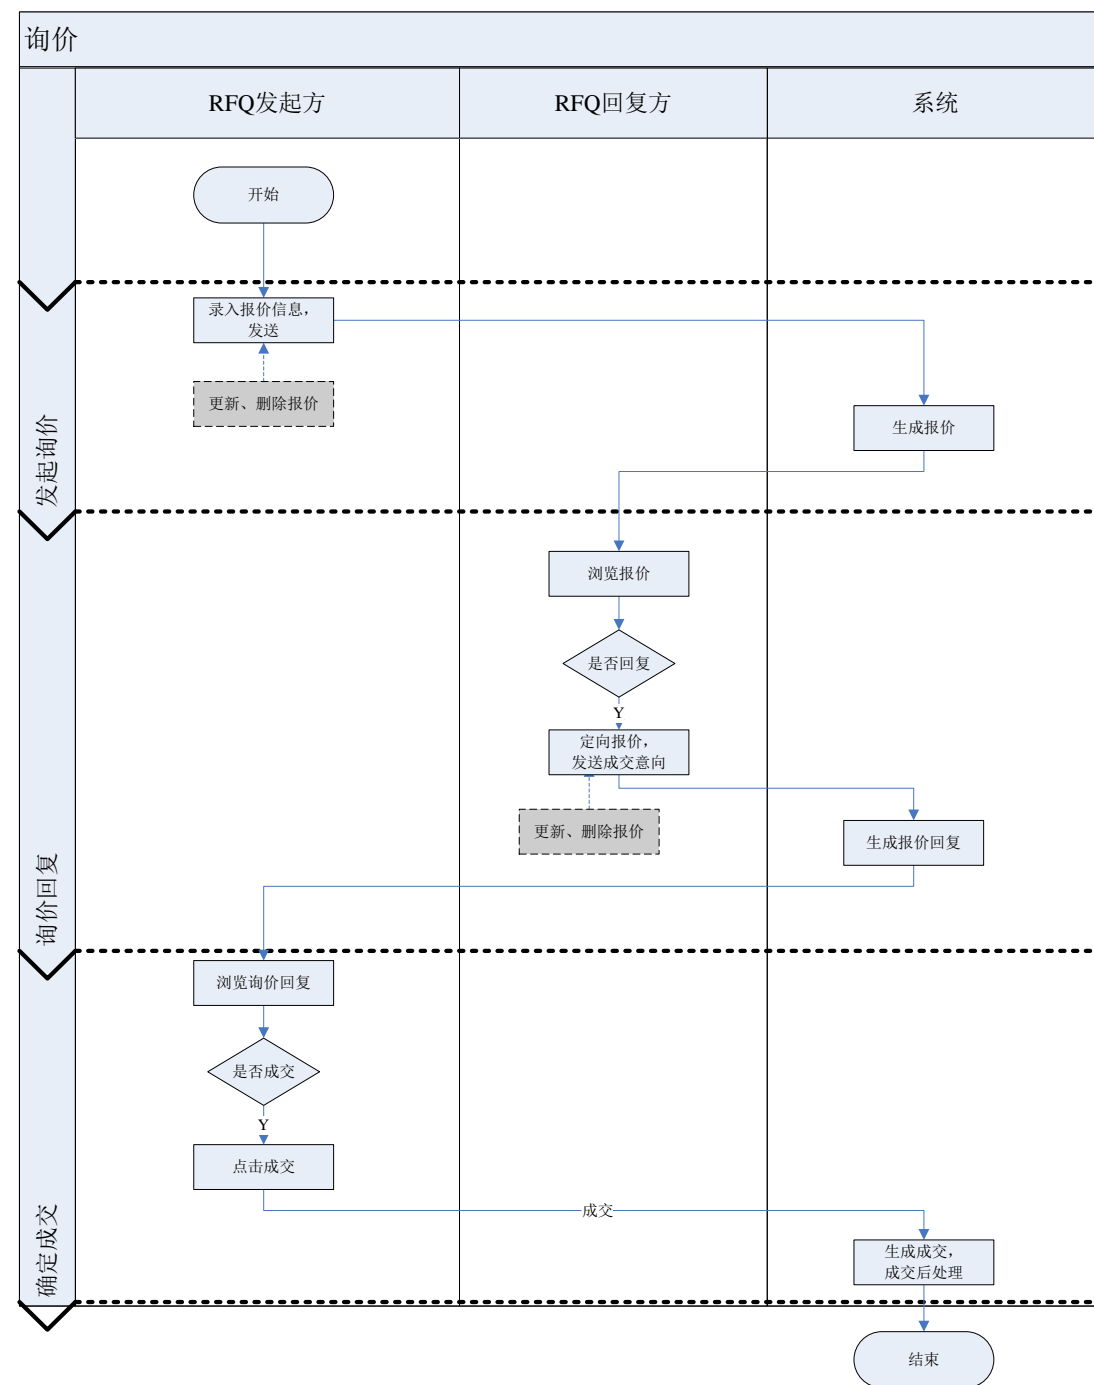 询价
RFQ发起方
RFQ回复方
系统
开始
录入报价信息，
发送
更新、删除报价
生成报价
发起询价
浏览报价
是否回复
Y
定向报价，
发送成交意向
更新、删除报价
生成报价回复
询价回复
浏览询价回复
是否成交
Y
点击成交
成交
生成成交，
成交后处理
确定成交
结束